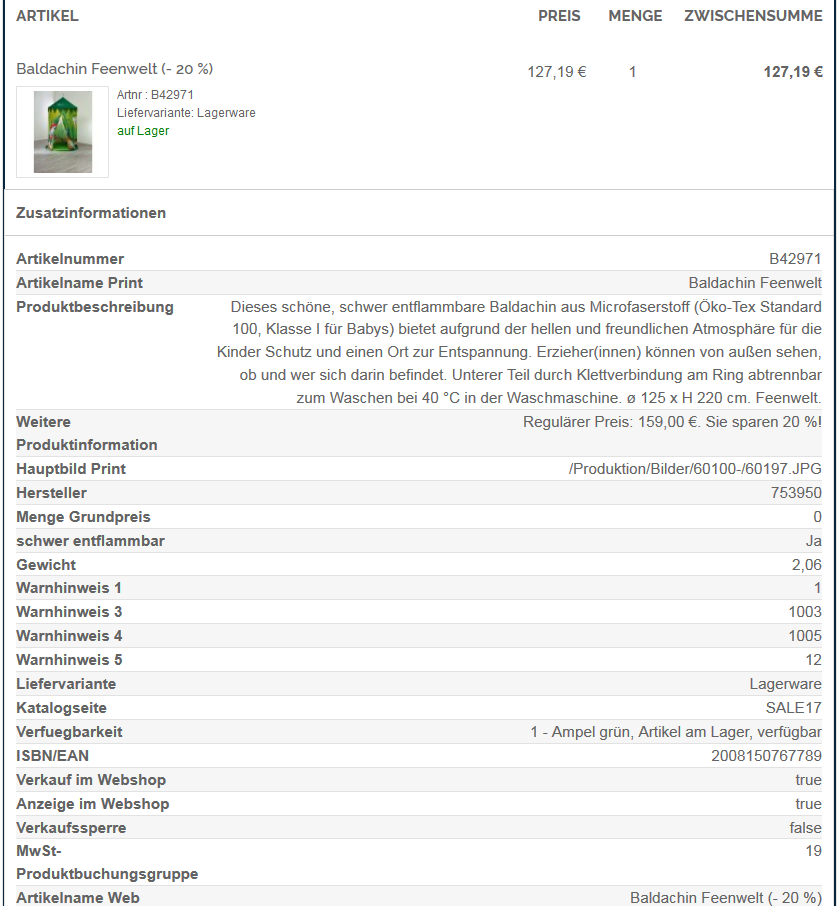 ARTIKEL PREIS MENGE ZWISCHENSUMME
Baldachin Feenwelt (- 20 %) 127,19 € 1 127,19 €
Artnr : B42971
Liefervariante: Lagerware
auf Lager
Zusatzinformationen
Artikelnummer B42971
Artikelname Print Baldachin Feenwelt
Produktbeschreibung Dieses schöne, schwer entflammbare Baldachin aus Microfaserstoff (Öko-Tex Standard
100, Klasse I für Babys) bietet aufgrund der hellen und freundlichen Atmosphäre für die
Kinder Schutz und einen Ort zur Entspannung. Erzieher(innen) können von außen sehen,
ob und wer sich darin befindet. Unterer Teil durch Klettverbindung am Ring abtrennbar
zum Waschen bei 40 °C in der Waschmaschine. ø 125 x H 220 cm. Feenwelt.
Weitere Regulärer Preis: 159,00 €. Sie sparen 20 %!
Produktinformation
Hauptbild Print /Produktion/Bilder/60100-/60197.JPG
Hersteller 753950
Menge Grundpreis 0
schwer entflammbar Ja
Gewicht 2,06
Warnhinweis 1 1
Warnhinweis 3 1003
Warnhinweis 4 1005
Warnhinweis 5 12
Liefervariante Lagerware
Katalogseite SALE17
Verfuegbarkeit 1 - Ampel grün, Artikel am Lager, verfügbar
ISBN/EAN 2008150767789
Verkauf im Webshop true
Anzeige im Webshop true
Verkaufssperre false
MwSt- 19
Produktbuchungsgruppe
Artikelname Web Baldachin Feenwelt (- 20 %)